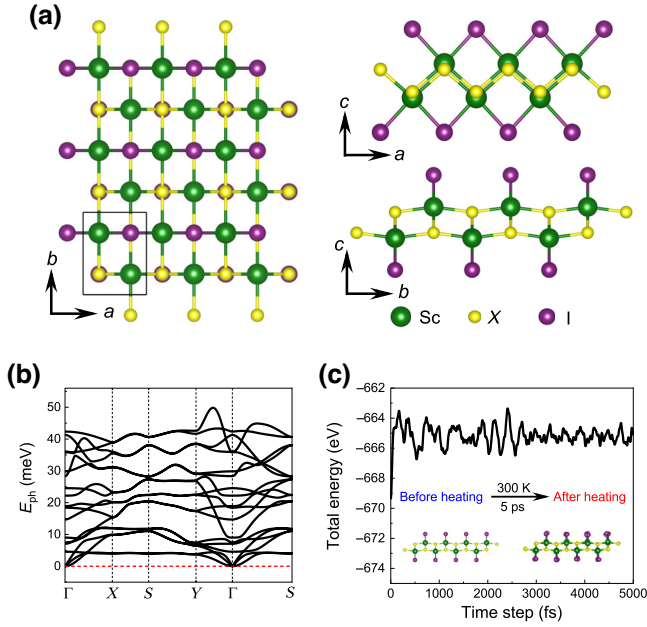 (a)
c
a
b
a
c
b
Sc X I
(b)
50
40
30
20
10
0
E_ph (meV)
Γ X S Y Γ S
(c)
−662
−664
−666
−668
−670
−672
−674
Total energy (eV)
Before heating 300 K After heating
5 ps
0 1000 2000 3000 4000 5000
Time step (fs)